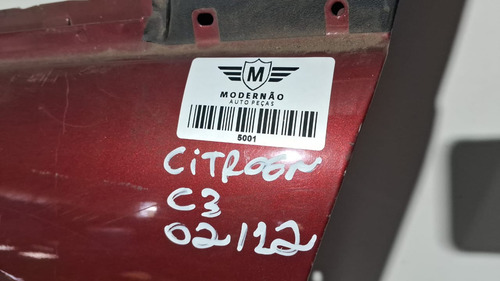 M
MODERNÃO
AUTO PEÇAS
5001
CiTROEN
C3
02/12